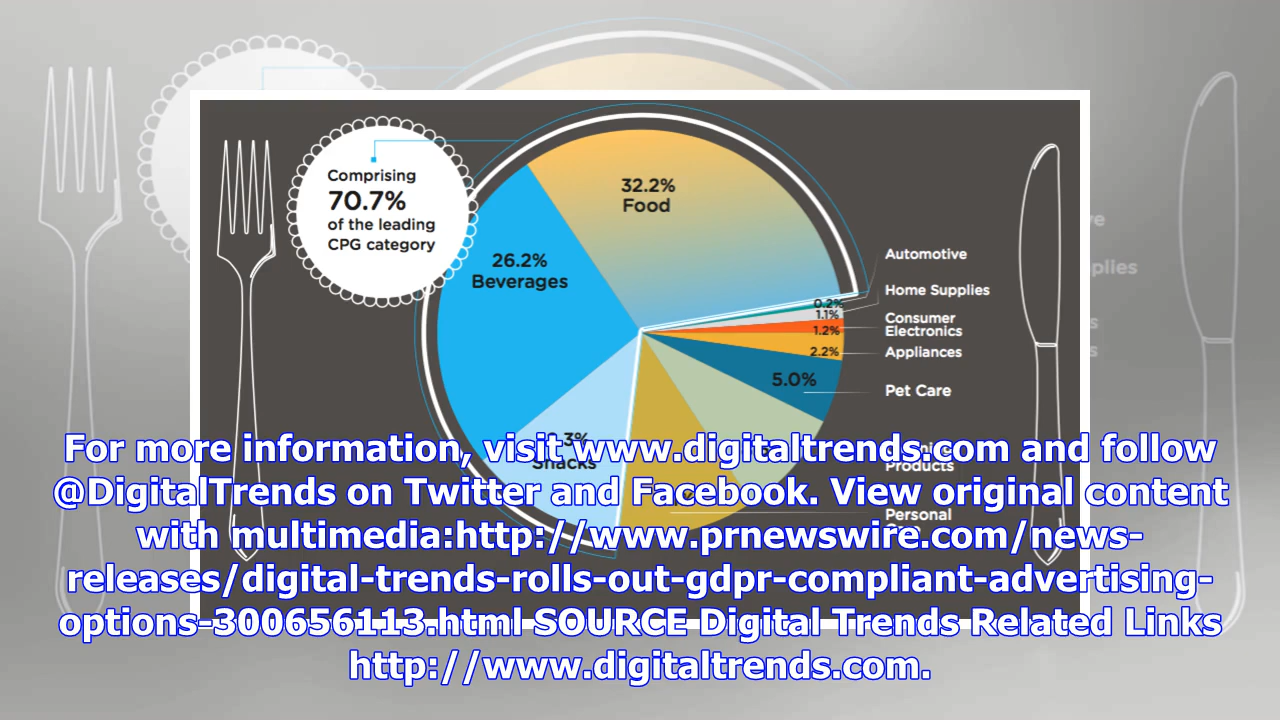 Comprising
70.7%
of the leading
CPG category
32.2%
Food
26.2%
Beverages
Snacks
Automotive
Home Supplies
Consumer
Electronics
Appliances
Pet Care
Products
Personal
0.2%
1.1%
1.2%
2.2%
5.0%
For more information, visit www.digitaltrends.com and follow
@DigitalTrends on Twitter and Facebook. View original content
with multimedia:http://www.prnewswire.com/news-
releases/digital-trends-rolls-out-gdpr-compliant-advertising-
options-300656113.html SOURCE Digital Trends Related Links
http://www.digitaltrends.com.